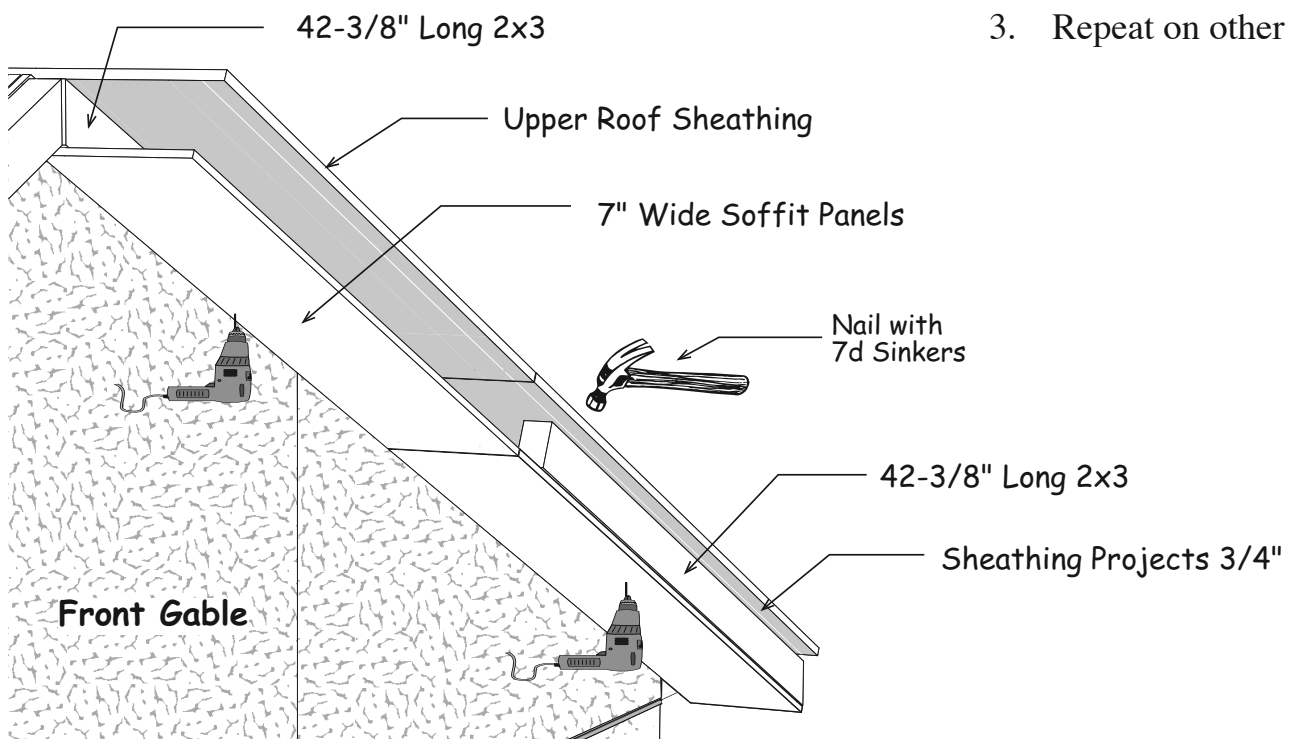 42-3/8" Long 2x3
3. Repeat on other
Upper Roof Sheathing
7" Wide Soffit Panels
Nail with
7d Sinkers
42-3/8" Long 2x3
Sheathing Projects 3/4"
Front Gable